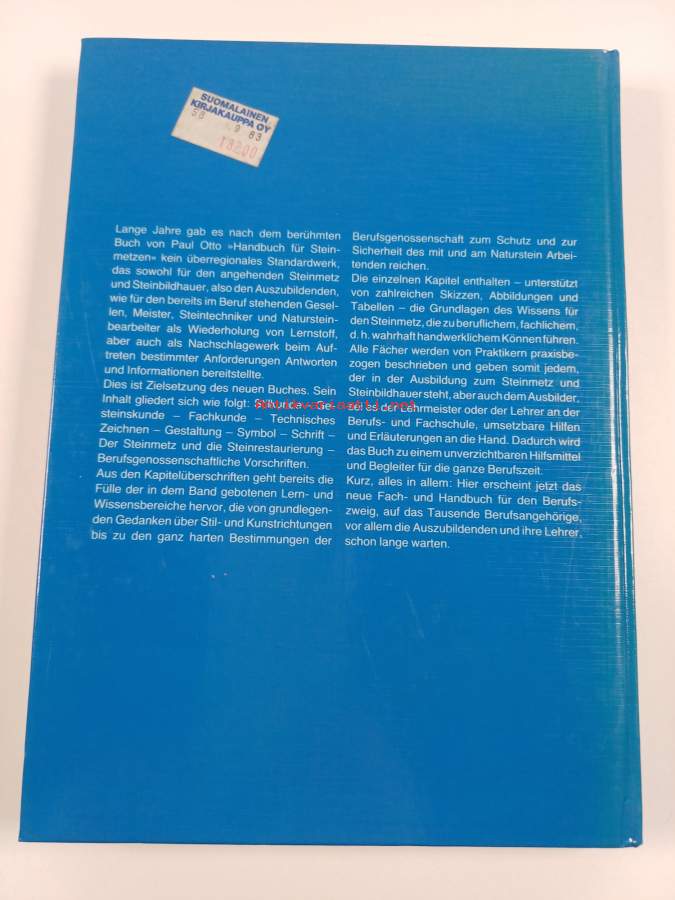 SUOMALAINEN
KIRJAKAUPPA OY
58 9 83
Lange Jahre gab es nach dem berühmten
Buch von Paul Otto »Handbuch für Stein-
metzen« kein überregionales Standardwerk,
das sowohl für den angehenden Steinmetz
und Steinbildhauer, also den Auszubildenden,
wie für den bereits im Beruf stehenden Gesel-
len, Meister, Steintechniker und Naturstein-
bearbeiter als Wiederholung von Lernstoff,
aber auch als Nachschlagewerk beim Auf-
treten bestimmter Anforderungen Antworten
und Informationen bereitstellte.
Dies ist Zielsetzung des neuen Buches. Sein
Inhalt gliedert sich wie folgt: Stilkunde – Ge-
steinskunde – Fachkunde – Technisches
Zeichnen – Gestaltung – Symbol – Schrift –
Der Steinmetz und die Steinrestaurierung –
Berufsgenossenschaftliche Vorschriften.
Aus den Kapitelüberschriften geht bereits die
Fülle der in dem Band gebotenen Lern- und
Wissensbereiche hervor, die von grundlegen-
den Gedanken über Stil- und Kunstrichtungen
bis zu den ganz harten Bestimmungen der
Berufsgenossenschaft zum Schutz und zur
Sicherheit des mit und am Naturstein Arbei-
tenden reichen.
Die einzelnen Kapitel enthalten – unterstützt
von zahlreichen Skizzen, Abbildungen und
Tabellen – die Grundlagen des Wissens für
den Steinmetz, die zu beruflichem, fachlichem,
d. h. wahrhaft handwerklichem Können führen.
Alle Fächer werden von Praktikern praxisbe-
zogen beschrieben und geben somit jedem,
der in der Ausbildung zum Steinmetz und
Steinbildhauer steht, aber auch dem Ausbilder,
sei es der Lehrmeister oder der Lehrer an der
Berufs- und Fachschule, umsetzbare Hilfen
und Erläuterungen an die Hand. Dadurch wird
das Buch zu einem unverzichtbaren Hilfsmittel
und Begleiter für die ganze Berufszeit.
Kurz, alles in allem: Hier erscheint jetzt das
neue Fach- und Handbuch für den Berufs-
zweig, auf das Tausende Berufsangehörige,
vor allem die Auszubildenden und ihre Lehrer,
schon lange warten.